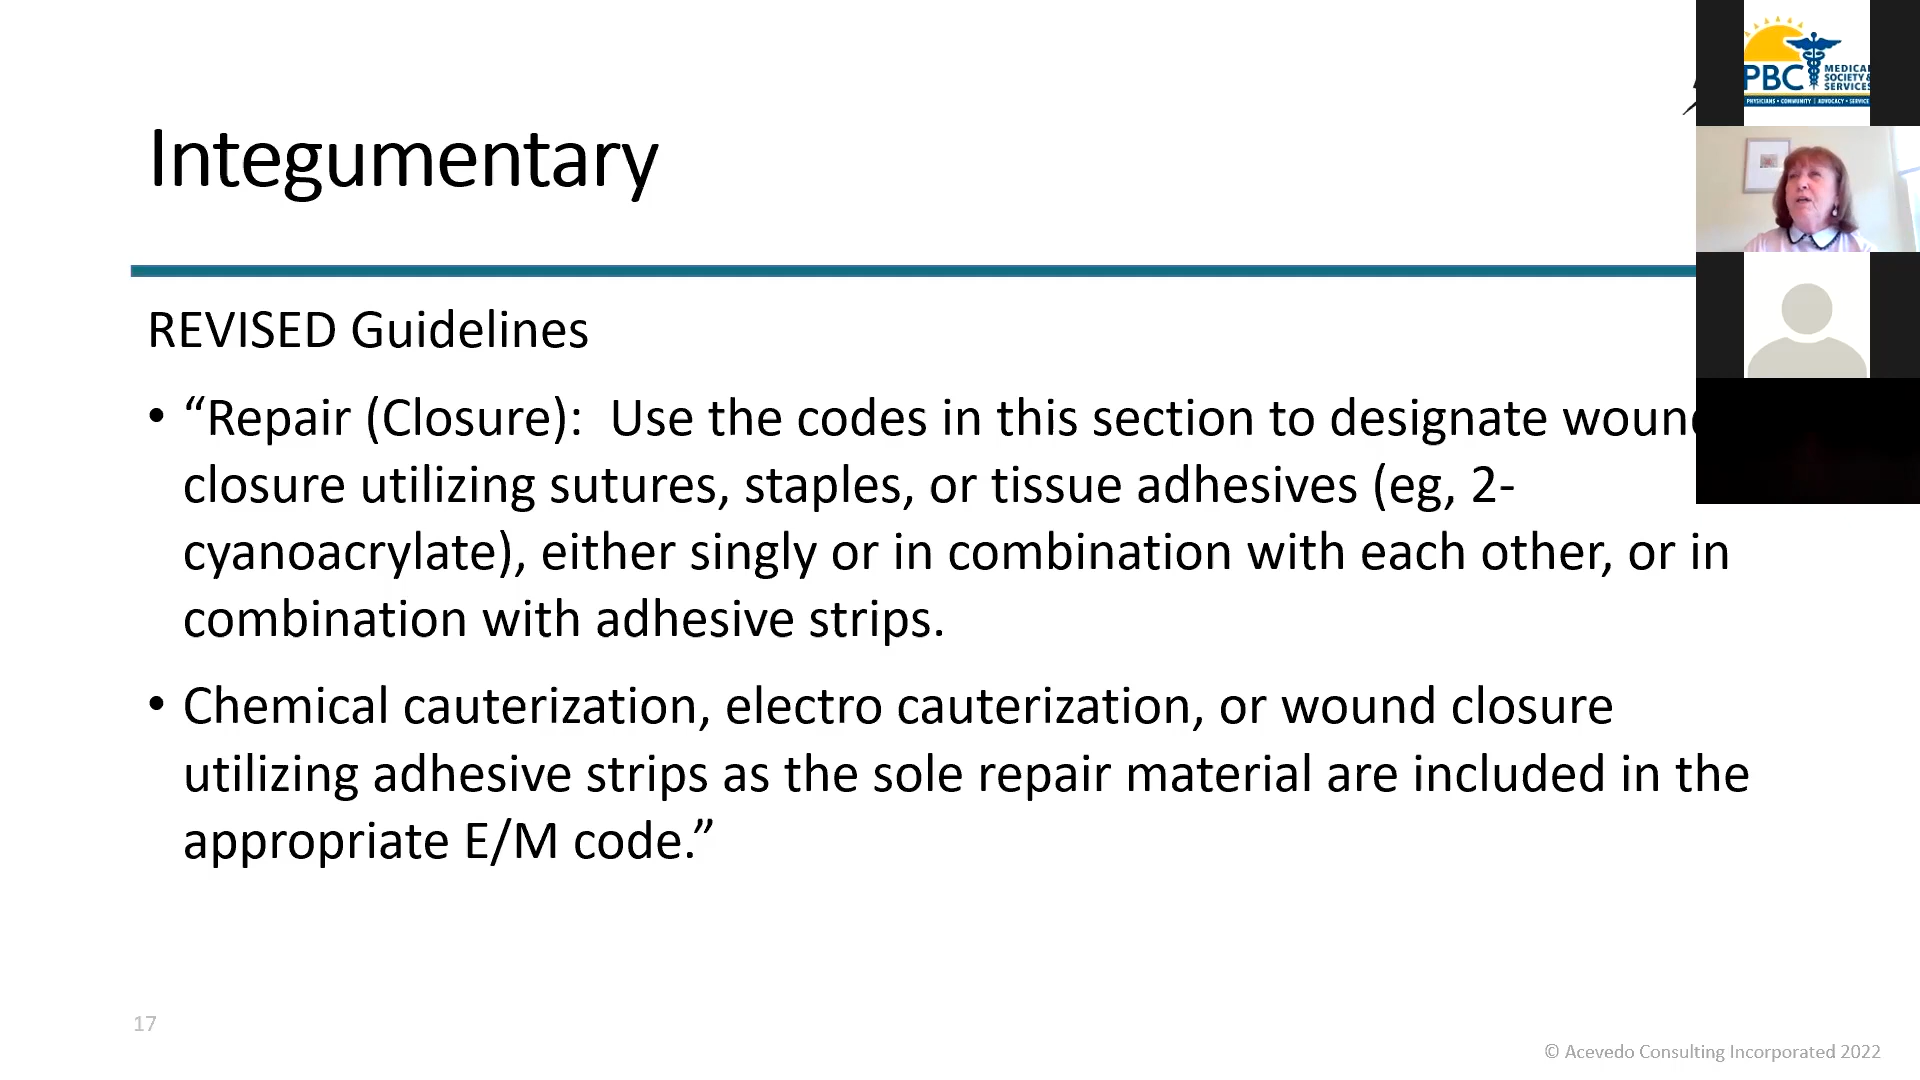 PBC MEDICAL
SOCIETY &
SERVICES
PHYSICIANS • COMMUNITY | ADVOCACY • SERVICE
Integumentary
REVISED Guidelines
• “Repair (Closure):  Use the codes in this section to designate
closure utilizing sutures, staples, or tissue adhesives (eg, 2-
cyanoacrylate), either singly or in combination with each other, or in
combination with adhesive strips.
• Chemical cauterization, electro cauterization, or wound closure
utilizing adhesive strips as the sole repair material are included in the
appropriate E/M code.”
17
© Acevedo Consulting Incorporated 2022